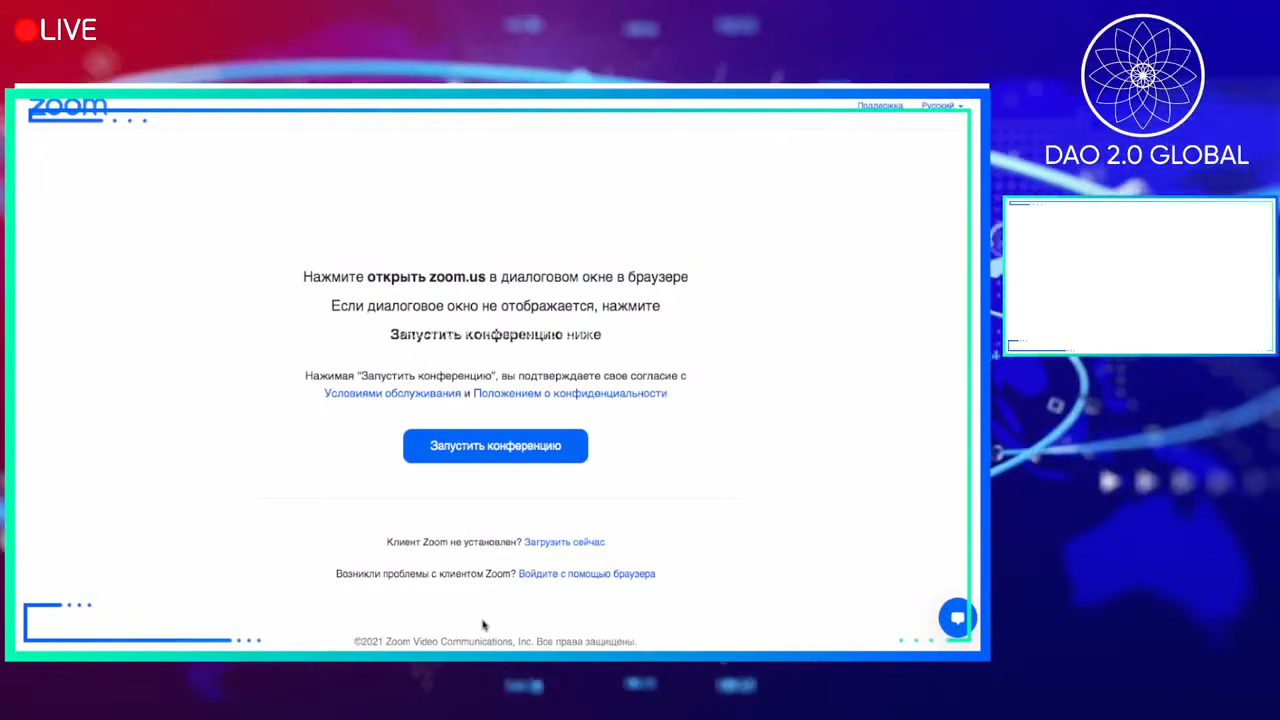 LIVE
zoom
Поддержка Русский
DAO 2.0 GLOBAL
Нажмите открыть zoom.us в диалоговом окне в браузере
Если диалоговое окно не отображается, нажмите
Запустить конференцию ниже
Нажимая "Запустить конференцию", вы подтверждаете свое согласие с
Условиями обслуживания и Положением о конфиденциальности
Запустить конференцию
Клиент Zoom не установлен? Загрузить сейчас
Возникли проблемы с клиентом Zoom? Войдите с помощью браузера
©2021 Zoom Video Communications, Inc. Все права защищены.